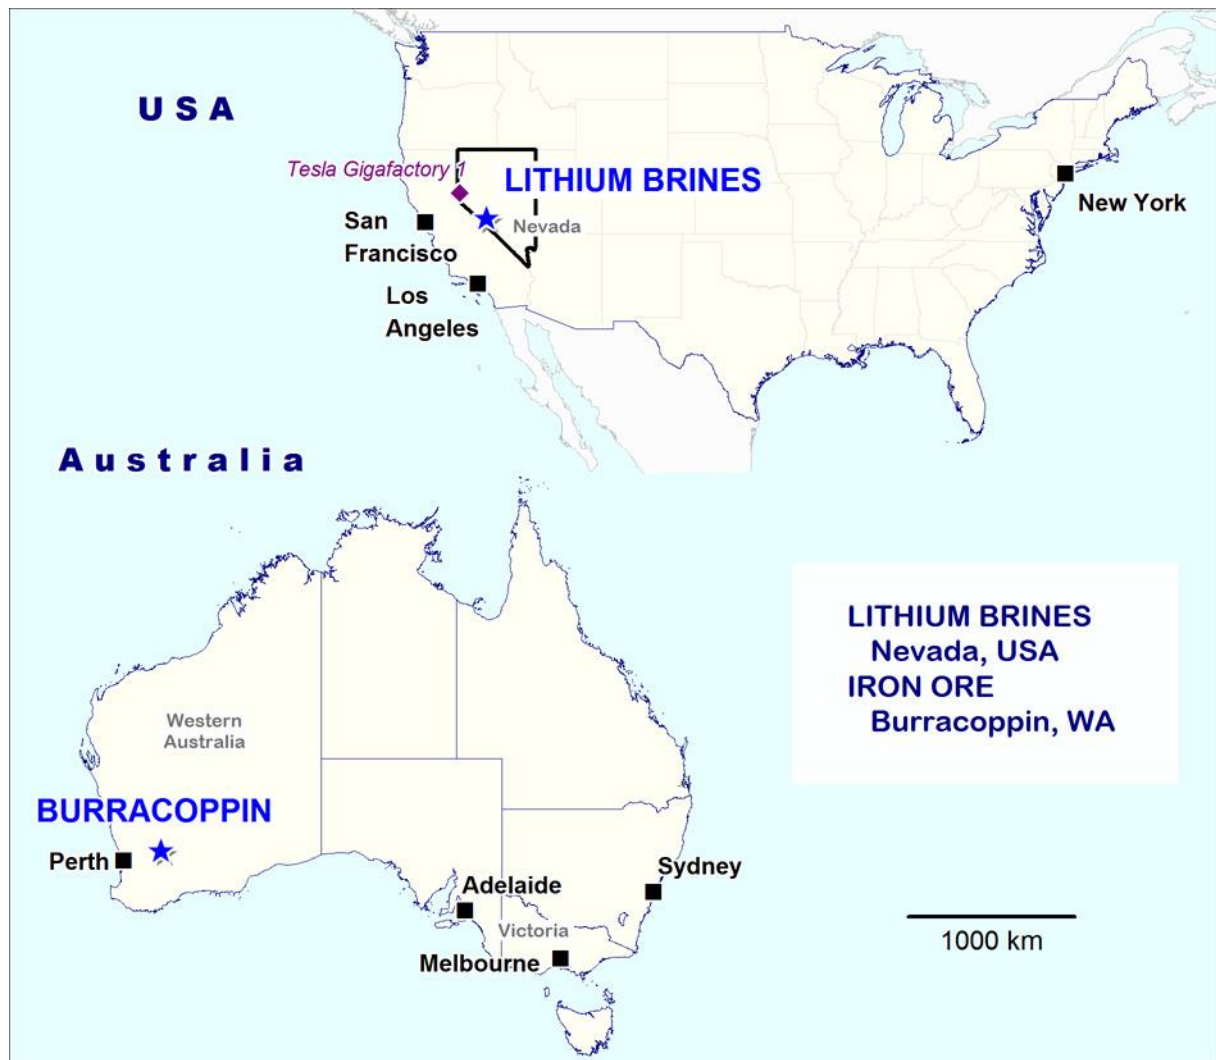 USA
Tesla Gigafactory 1
LITHIUM BRINES
Nevada
San
Francisco
Los
Angeles
New York
Australia
Western
Australia
BURRACOPPIN
Perth
Adelaide
Sydney
Victoria
Melbourne
LITHIUM BRINES
Nevada, USA
IRON ORE
Burracoppin, WA
1000 km